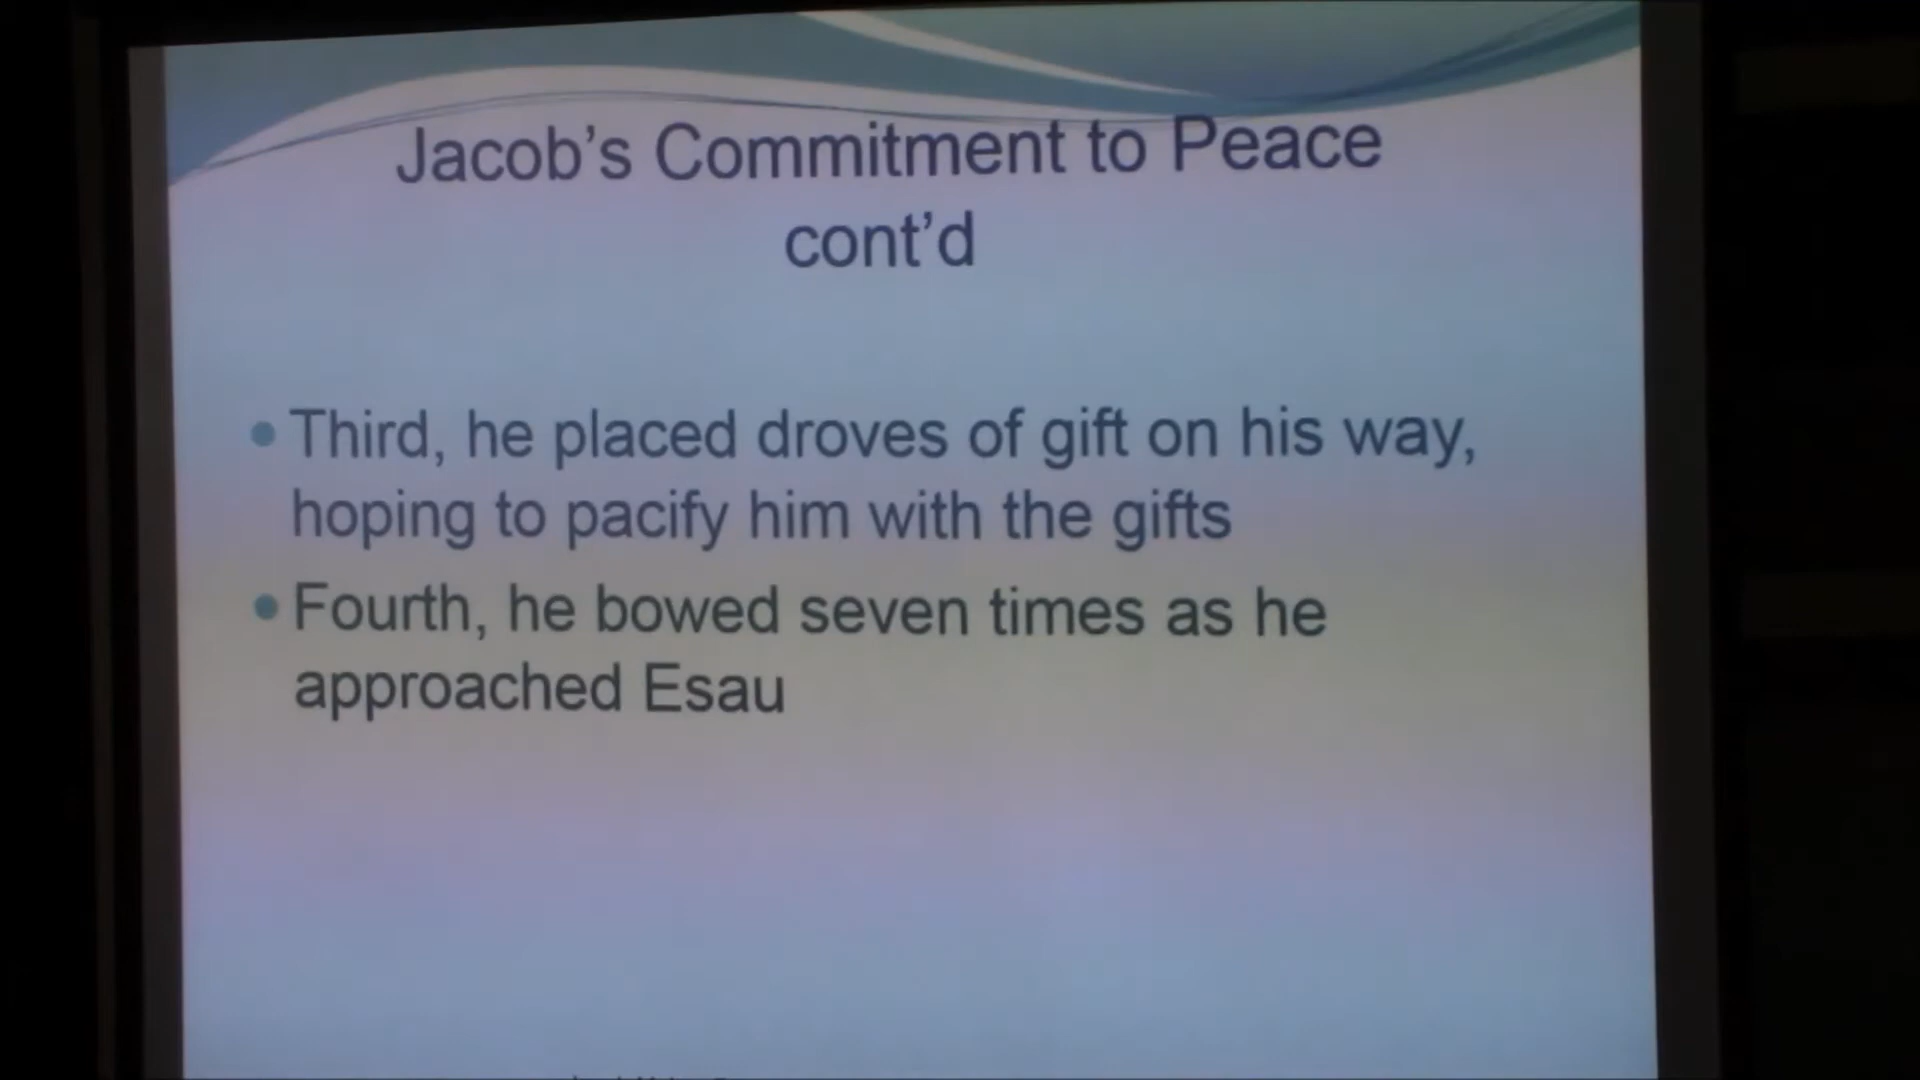 Jacob’s Commitment to Peace
cont’d
• Third, he placed droves of gift on his way,
hoping to pacify him with the gifts
• Fourth, he bowed seven times as he
approached Esau